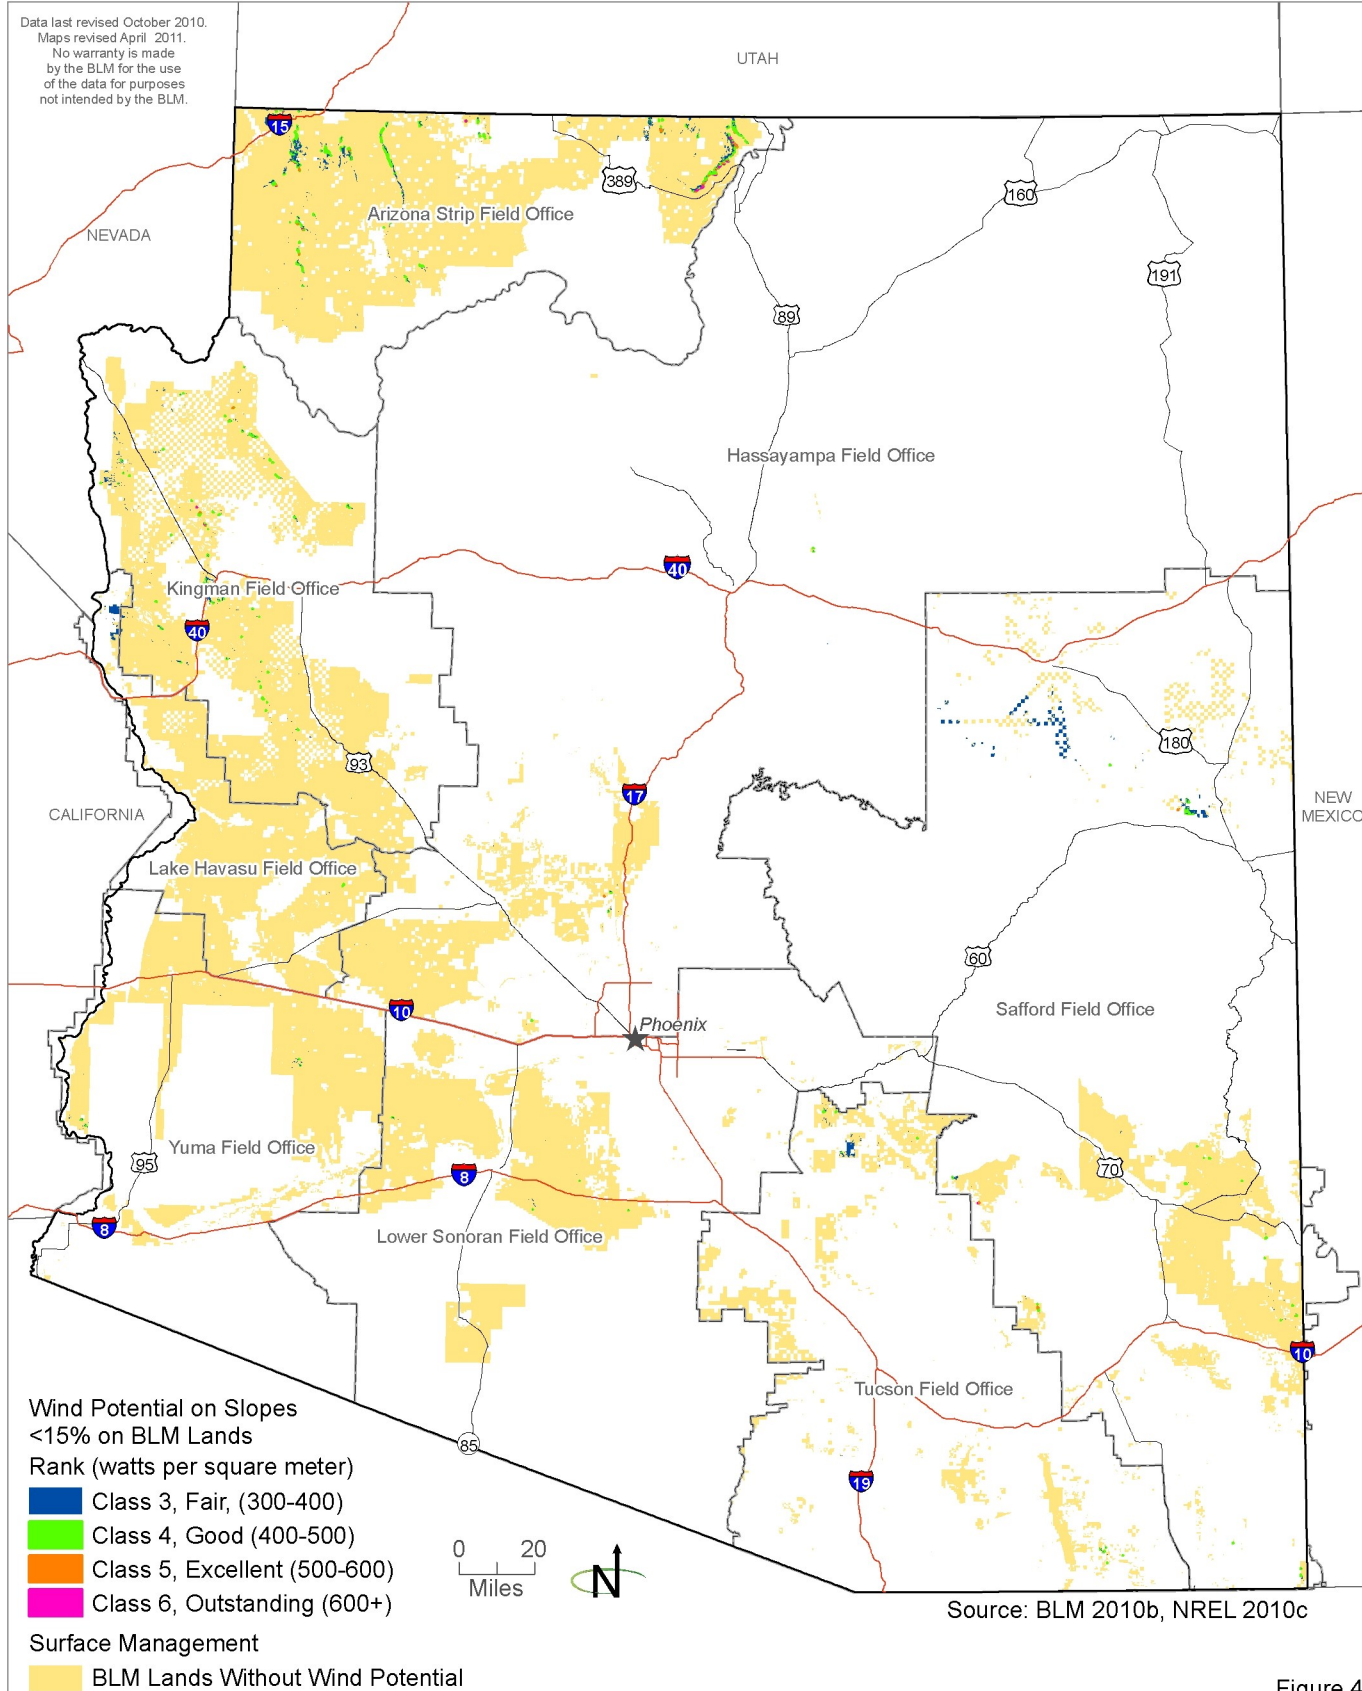 Data last revised October 2010.
Maps revised April 2011.
No warranty is made
by the BLM for the use
of the data for purposes
not intended by the BLM.
UTAH
15
389
160
Arizona Strip Field Office
NEVADA
191
89
Hassayampa Field Office
40
Kingman Field Office
40
180
93
17
CALIFORNIA
NEW
MEXICO
Lake Havasu Field Office
60
10
Safford Field Office
Phoenix
Yuma Field Office
95
8
70
8
Lower Sonoran Field Office
10
Tucson Field Office
85
19
Wind Potential on Slopes
<15% on BLM Lands
Rank (watts per square meter)
Class 3, Fair, (300-400)
Class 4, Good (400-500)
Class 5, Excellent (500-600)
Class 6, Outstanding (600+)
Surface Management
BLM Lands Without Wind Potential
0 20
Miles
N
Source: BLM 2010b, NREL 2010c
Figure 4